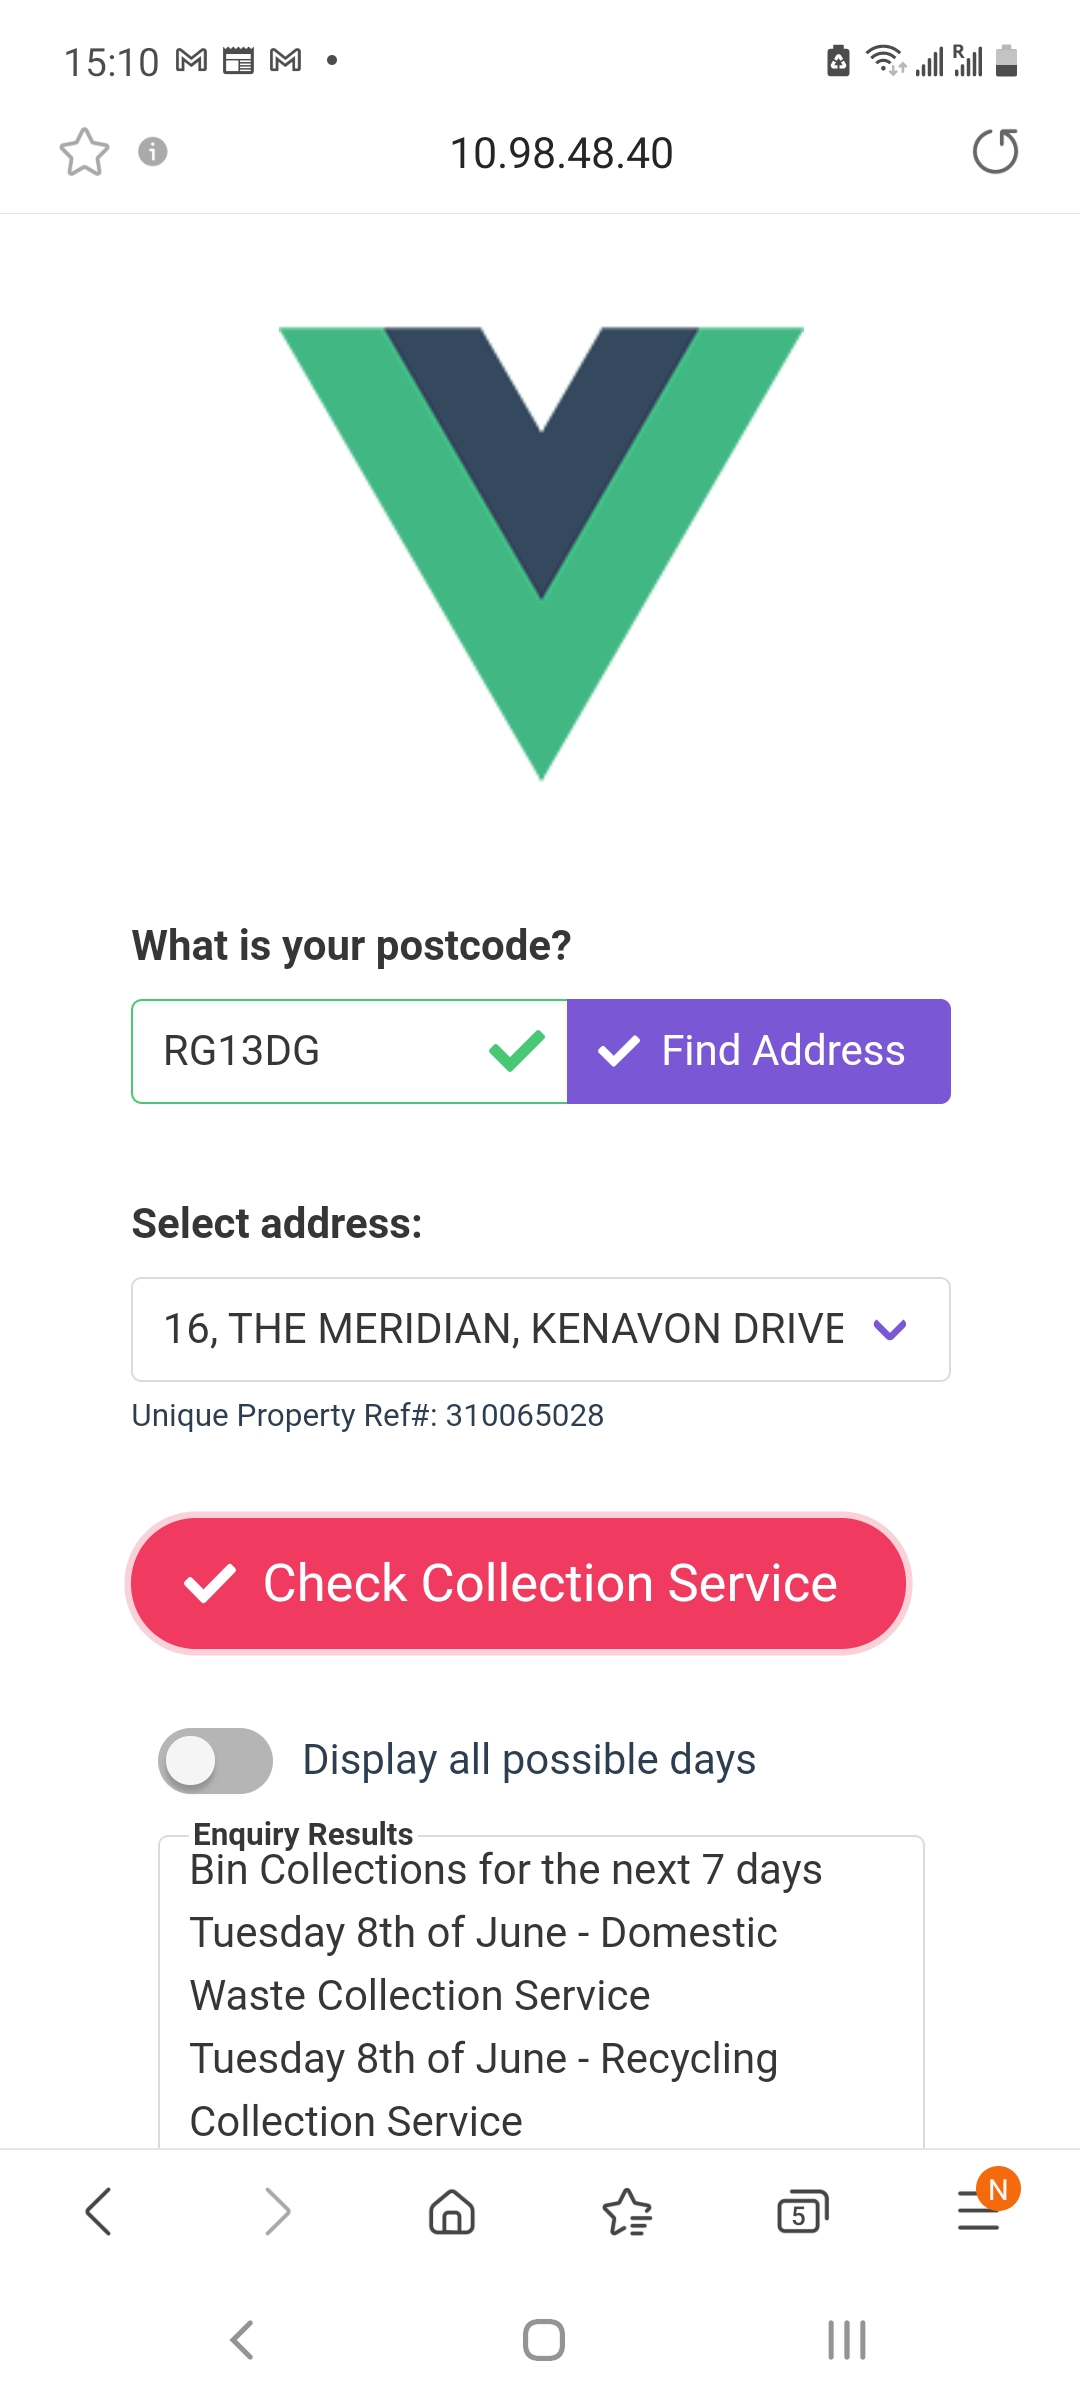 15:10
R
10.98.48.40
What is your postcode?
RG13DG
Find Address
Select address:
16, THE MERIDIAN, KENAVON DRIVE
Unique Property Ref#: 310065028
Check Collection Service
Display all possible days
Enquiry Results
Bin Collections for the next 7 days
Tuesday 8th of June - Domestic
Waste Collection Service
Tuesday 8th of June - Recycling
Collection Service
5
N